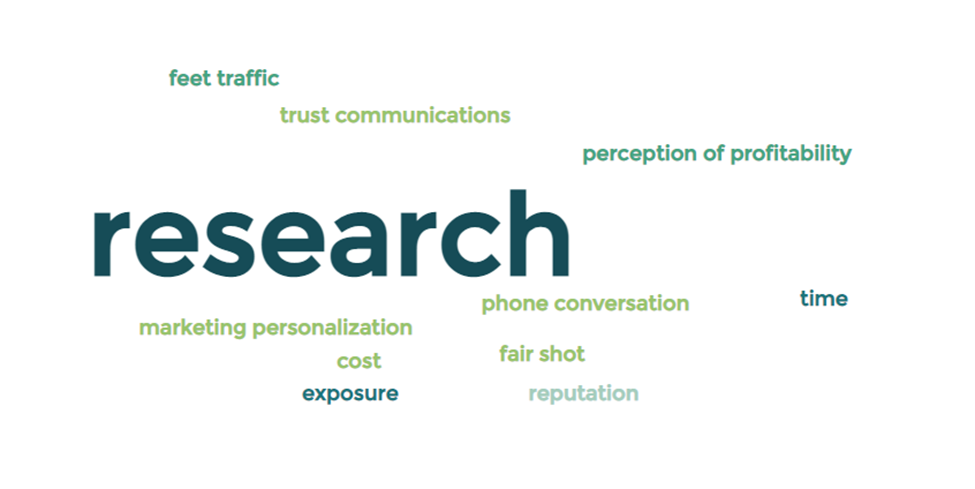 feet traffic
trust communications
perception of profitability
research
phone conversation
time
marketing personalization
fair shot
cost
exposure
reputation